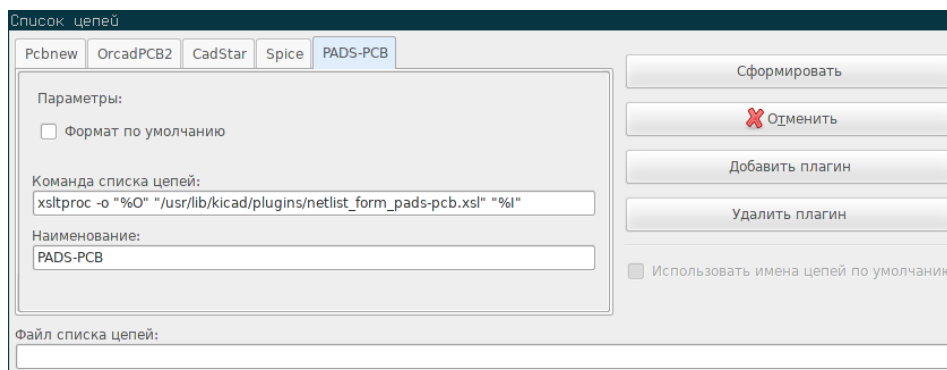 Список цепей
Pcbnew OrcadPCB2 CadStar Spice PADS-PCB
Сформировать
Параметры:
Отменить
Формат по умолчанию
Добавить плагин
Команда списка цепей:
xsltproc -o "%O" "/usr/lib/kicad/plugins/netlist_form_pads-pcb.xsl" "%I"
Удалить плагин
Наименование:
PADS-PCB
Использовать имена цепей по умолчани
Файл списка цепей: